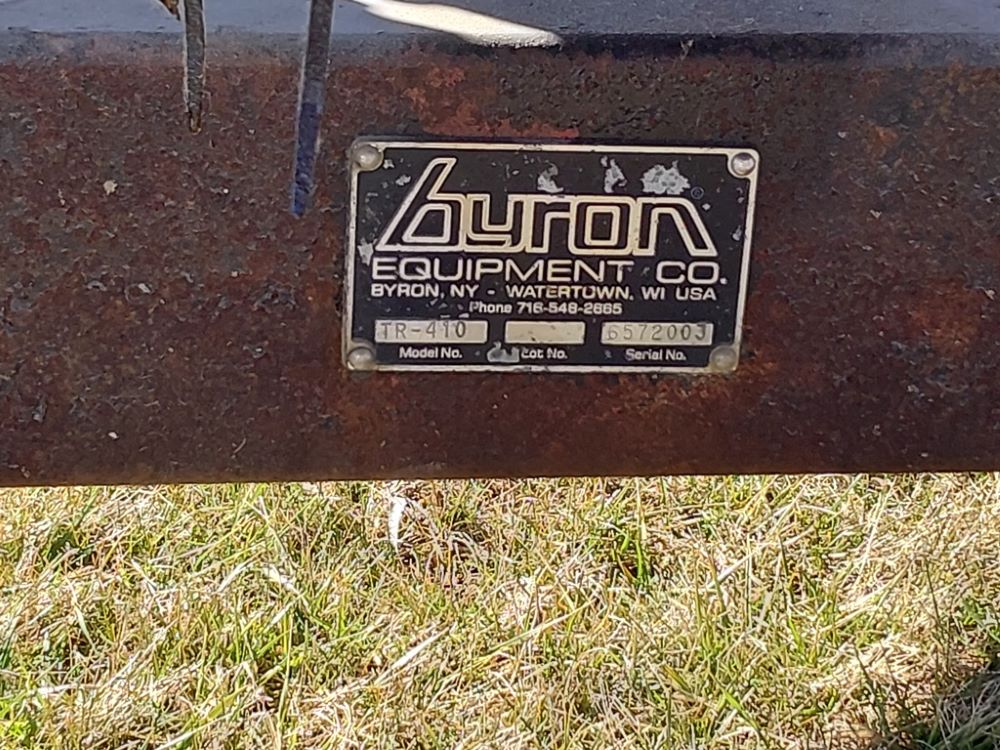 byron®
EQUIPMENT CO.
BYRON, NY - WATERTOWN, WI USA
Phone 716-548-2665
TR-410 6572003
Model No. Lot No. Serial No.